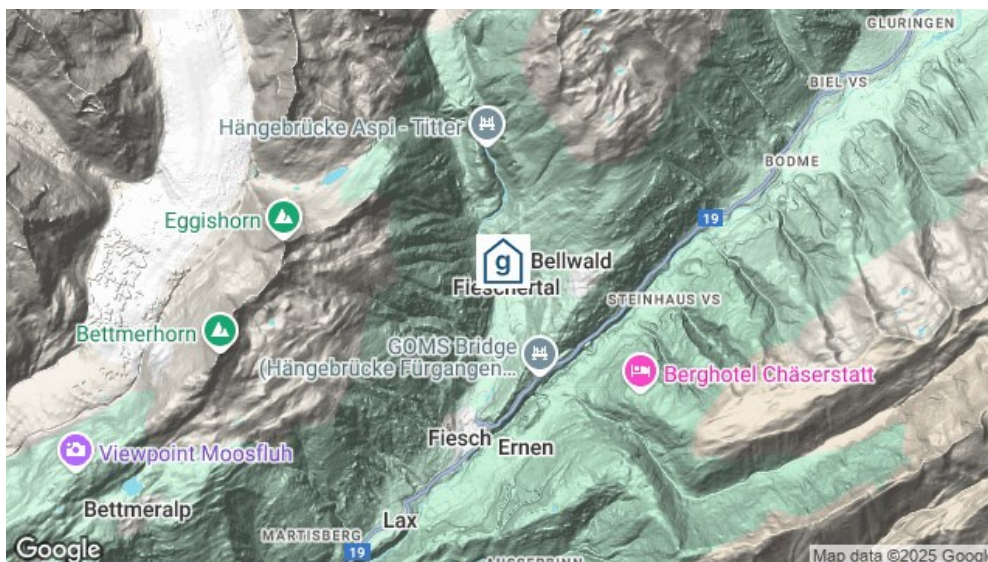 GLURINGEN
BIEL VS
Hängebrücke Aspi - Titter
BODME
Eggishorn
19
g
Bellwald
Fieschertal
STEINHAUS VS
Bettmerhorn
GOMS Bridge
(Hängebrücke Fürgangen...
Berghotel Chäserstatt
Fiesch
Ernen
Viewpoint Moosfluh
Bettmeralp
Lax
MARTISBERG
19
Google
AUSSERBINN
Map data ©2025 Google